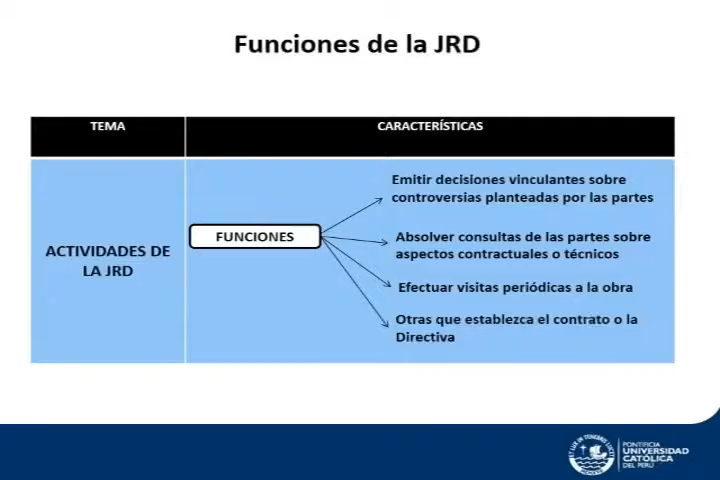 Funciones de la JRD
TEMA
CARACTERÍSTICAS
ACTIVIDADES DE
LA JRD
FUNCIONES
Emitir decisiones vinculantes sobre
controversias planteadas por las partes
Absolver consultas de las partes sobre
aspectos contractuales o técnicos
Efectuar visitas periódicas a la obra
Otras que establezca el contrato o la
Directiva
PONTIFICIA
UNIVERSIDAD
CATÓLICA
DEL PERÚ